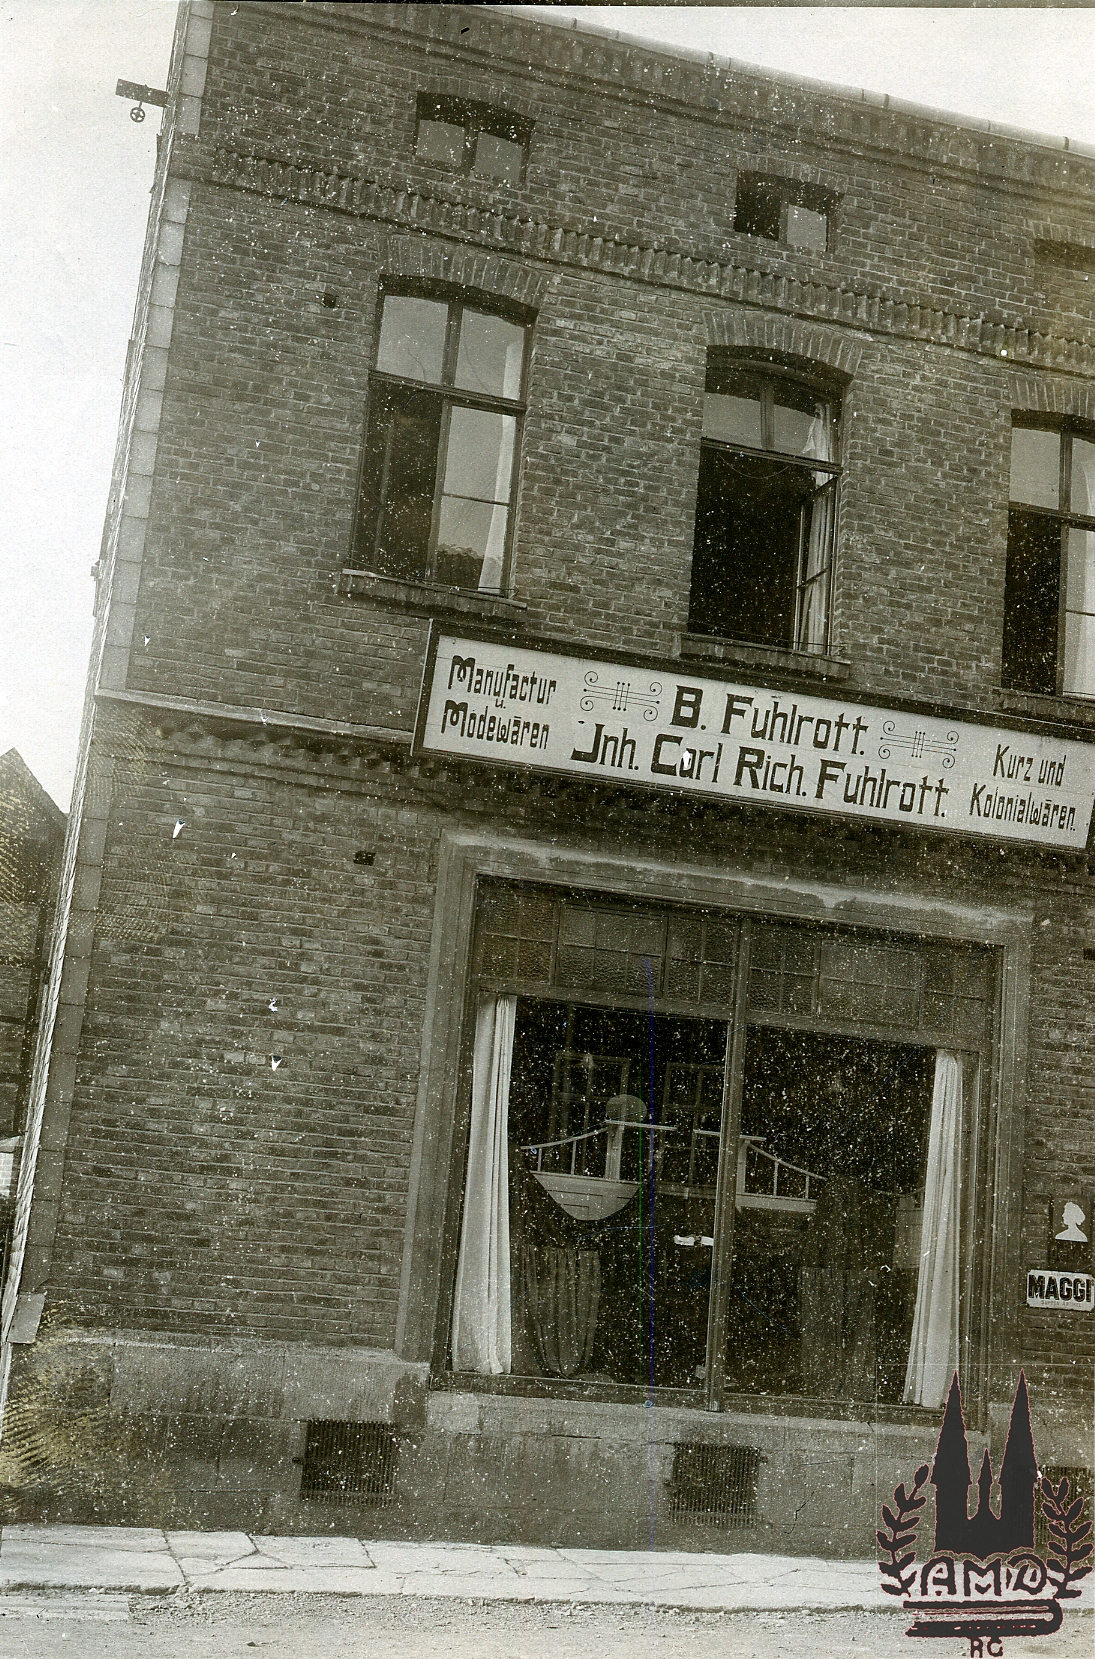 Manufactur
u.
Modewären
B. Fuhlrott.
Jnh. Carl Rich. Fuhlrott.
Kurz und
Kolonialwären.
MAGGI
AMD
RG